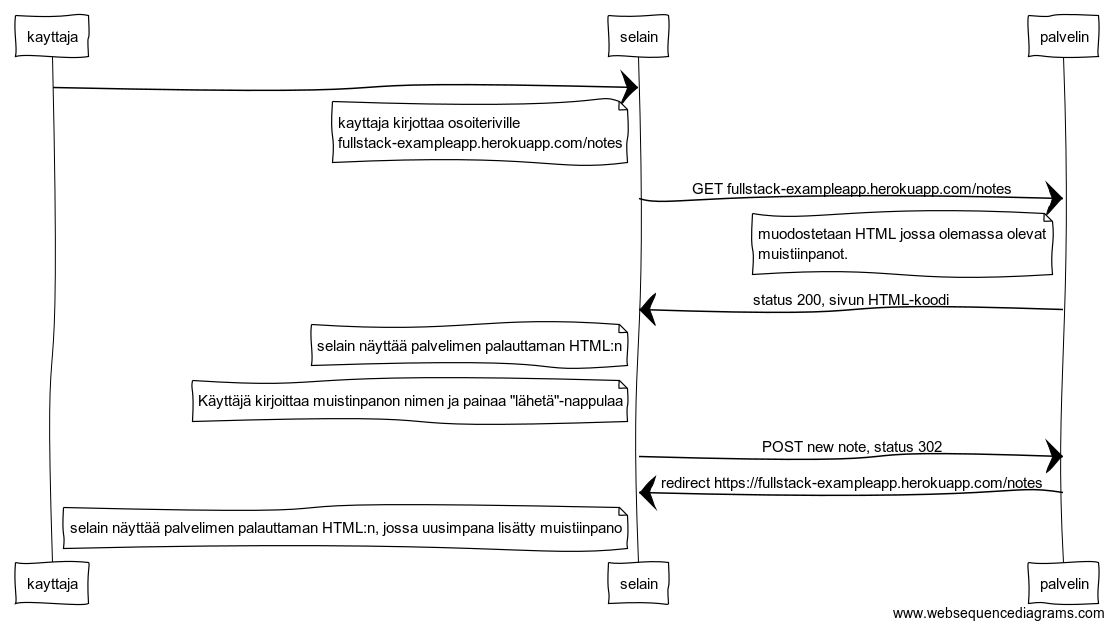 kayttaja
selain
palvelin
kayttaja kirjottaa osoiteriville
fullstack-exampleapp.herokuapp.com/notes
GET fullstack-exampleapp.herokuapp.com/notes
muodostetaan HTML jossa olemassa olevat
muistiinpanot.
status 200, sivun HTML-koodi
selain näyttää palvelimen palauttaman HTML:n
Käyttäjä kirjoittaa muistinpanon nimen ja painaa "lähetä"-nappulaa
POST new note, status 302
redirect https://fullstack-exampleapp.herokuapp.com/notes
selain näyttää palvelimen palauttaman HTML:n, jossa uusimpana lisätty muistiinpano
kayttaja
selain
palvelin
www.websequencediagrams.com